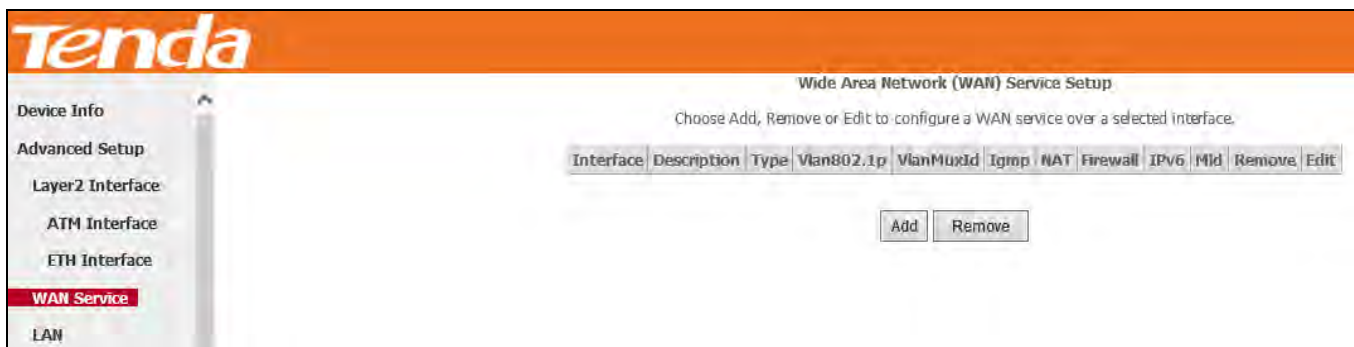 Tenda
Device Info
Advanced Setup
Layer2 Interface
ATM Interface
ETH Interface
WAN Service
LAN
Wide Area Network (WAN) Service Setup
Choose Add, Remove or Edit to configure a WAN service over a selected interface.
Interface Description Type Vlan802.1p VlanMuxId Igmp NAT Firewall IPv6 Mld Remove Edit
Add Remove